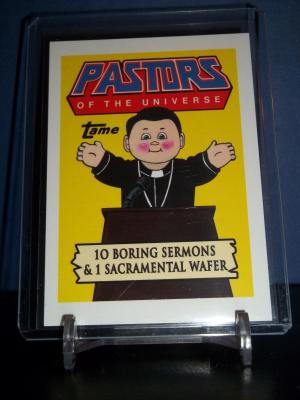 PASTORS
OF THE UNIVERSE
Tame
10 BORING SERMONS
& 1 SACRAMENTAL WAFER